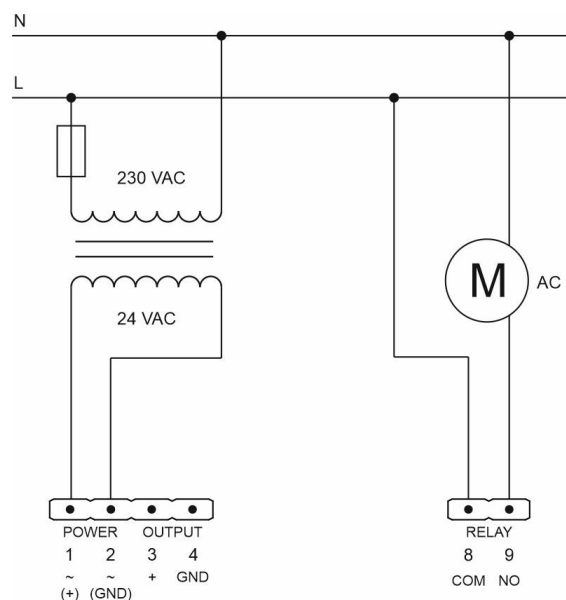 N
L
230 VAC
M AC
24 VAC
POWER OUTPUT RELAY
1 2 3 4 8 9
~ ~ + GND COM NO
(+) (GND)